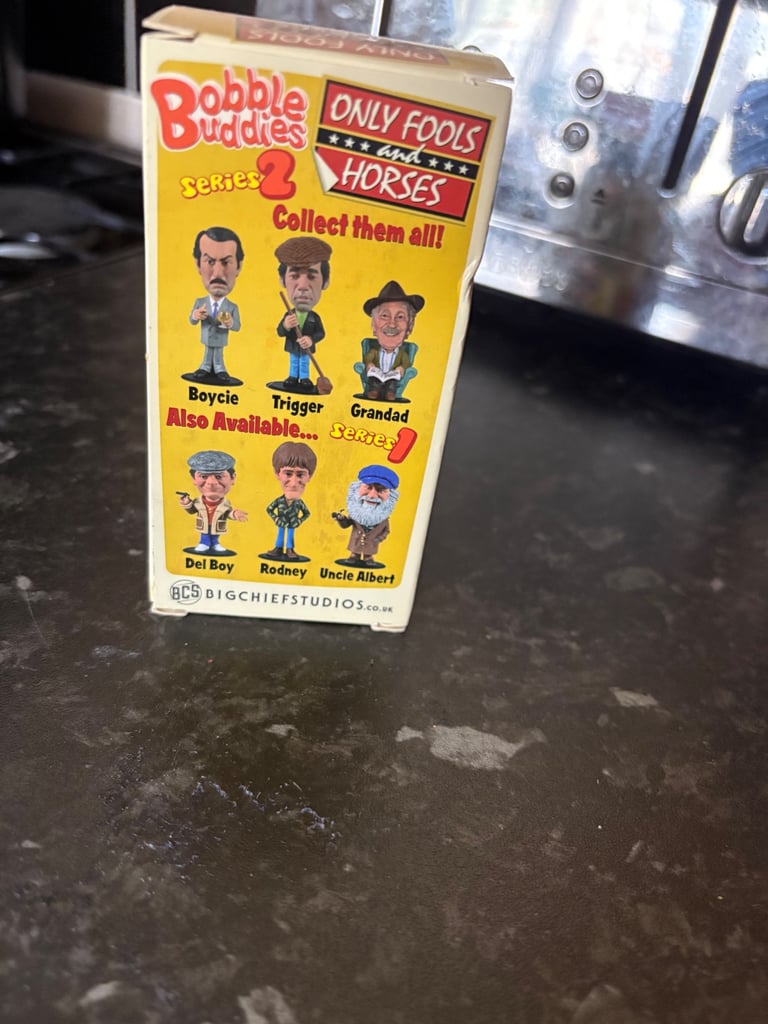 ONLY FOOLS
Bobble
Buddies
SERIES 2
ONLY FOOLS
and
HORSES
Collect them all!
Boycie
Trigger
Grandad
Also Available...
SERIES 1
Del Boy
Rodney
Uncle Albert
BCS BIGCHIEFSTUDIOS.CO.UK